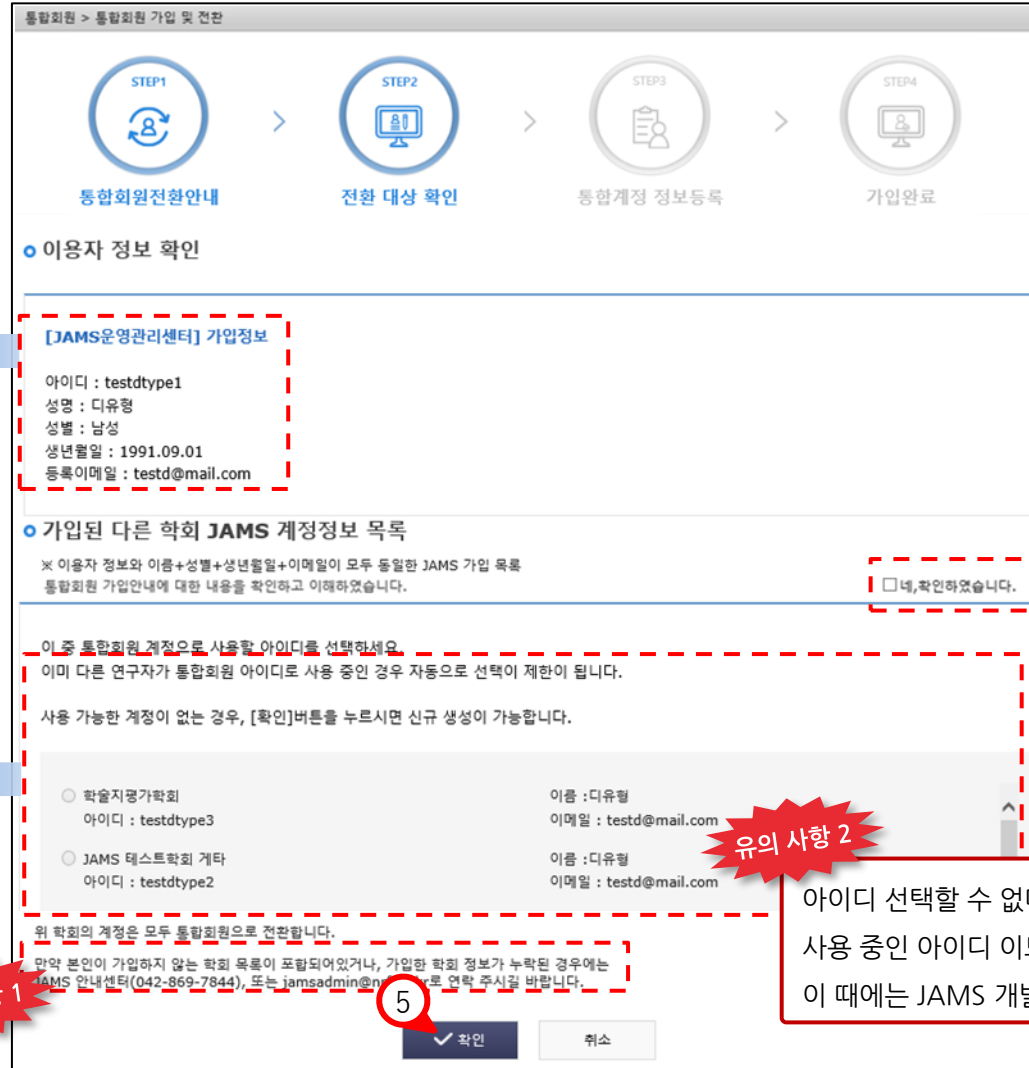 통합회원 > 통합회원 가입 및 전환
STEP1
STEP2
STEP3
STEP4
통합회원전환안내
전환 대상 확인
통합계정 정보등록
가입완료
이용자 정보 확인
[JAMS운영관리센터] 가입정보
아이디 : testdtype1
성명 : 디유형
성별 : 남성
생년월일 : 1991.09.01
등록이메일 : testd@mail.com
가입된 다른 학회 JAMS 계정정보 목록
※ 이용자 정보와 이름+성별+생년월일+이메일이 모두 동일한 JAMS 가입 목록
통합회원 가입안내에 대한 내용을 확인하고 이해하였습니다.
네,확인하였습니다.
이 중 통합회원 계정으로 사용할 아이디를 선택하세요.
이미 다른 연구자가 통합회원 아이디로 사용 중인 경우 자동으로 선택이 제한이 됩니다.
사용 가능한 계정이 없는 경우, [확인]버튼을 누르시면 신규 생성이 가능합니다.
학술지평가학회
이름 :디유형
아이디 : testdtype3
이메일 : testd@mail.com
JAMS 테스트학회 게타
이름 :디유형
아이디 : testdtype2
이메일 : testd@mail.com
유의 사항 2
아이디 선택할 수 없
사용 중인 아이디
이 때에는 JAMS
위 학회의 계정은 모두 통합회원으로 전환합니다.
만약 본인이 가입하지 않는 학회 목록이 포함되어있거나, 가입한 학회 정보가 누락된 경우에는
JAMS 안내센터(042-869-7844), 또는 연락 주시길 바랍니다.
1
5
확인
취소